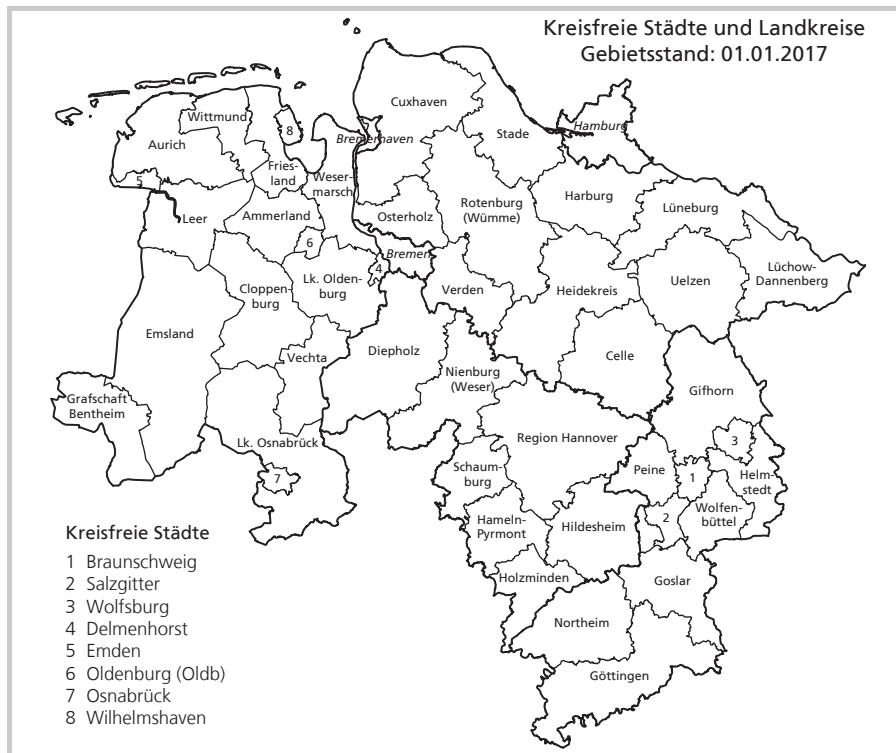 Kreisfreie Städte und Landkreise
Gebietsstand: 01.01.2017
Cuxhaven
Wittmund
8
Bremerhaven
Stade
Hamburg
Aurich
5
Fries-
land
Weser-
marsch
Leer
Ammerland
6
Osterholz
Rotenburg
(Wümme)
Harburg
Lüneburg
Bremen
4
Lk. Oldenburg
Cloppen-
burg
Verden
Heidekreis
Uelzen
Lüchow-
Dannenberg
Emsland
Vechta
Diepholz
Celle
Nienburg
(Weser)
Gifhorn
Grafschaft
Bentheim
Lk. Osnabrück
7
Region Hannover
3
Schaum-
burg
Peine
1
Helm-
stedt
2
Wolfen-
büttel
Hameln-
Pyrmont
Hildesheim
Holzminden
Goslar
Northeim
Göttingen
Kreisfreie Städte
1 Braunschweig
2 Salzgitter
3 Wolfsburg
4 Delmenhorst
5 Emden
6 Oldenburg (Oldb)
7 Osnabrück
8 Wilhelmshaven